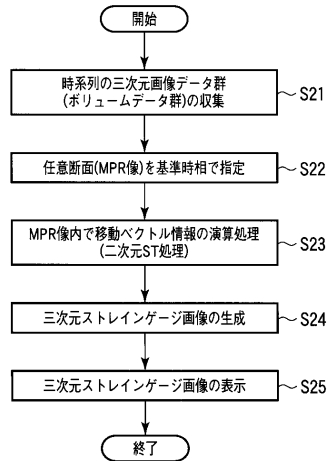 開始
時系列の三次元画像データ群
(ボリュームデータ群)の収集
S21
任意断面(MPR像)を基準時相で指定
S22
MPR像内で移動ベクトル情報の演算処理
(二次元ST処理)
S23
三次元ストレインゲージ画像の生成
S24
三次元ストレインゲージ画像の表示
S25
終了